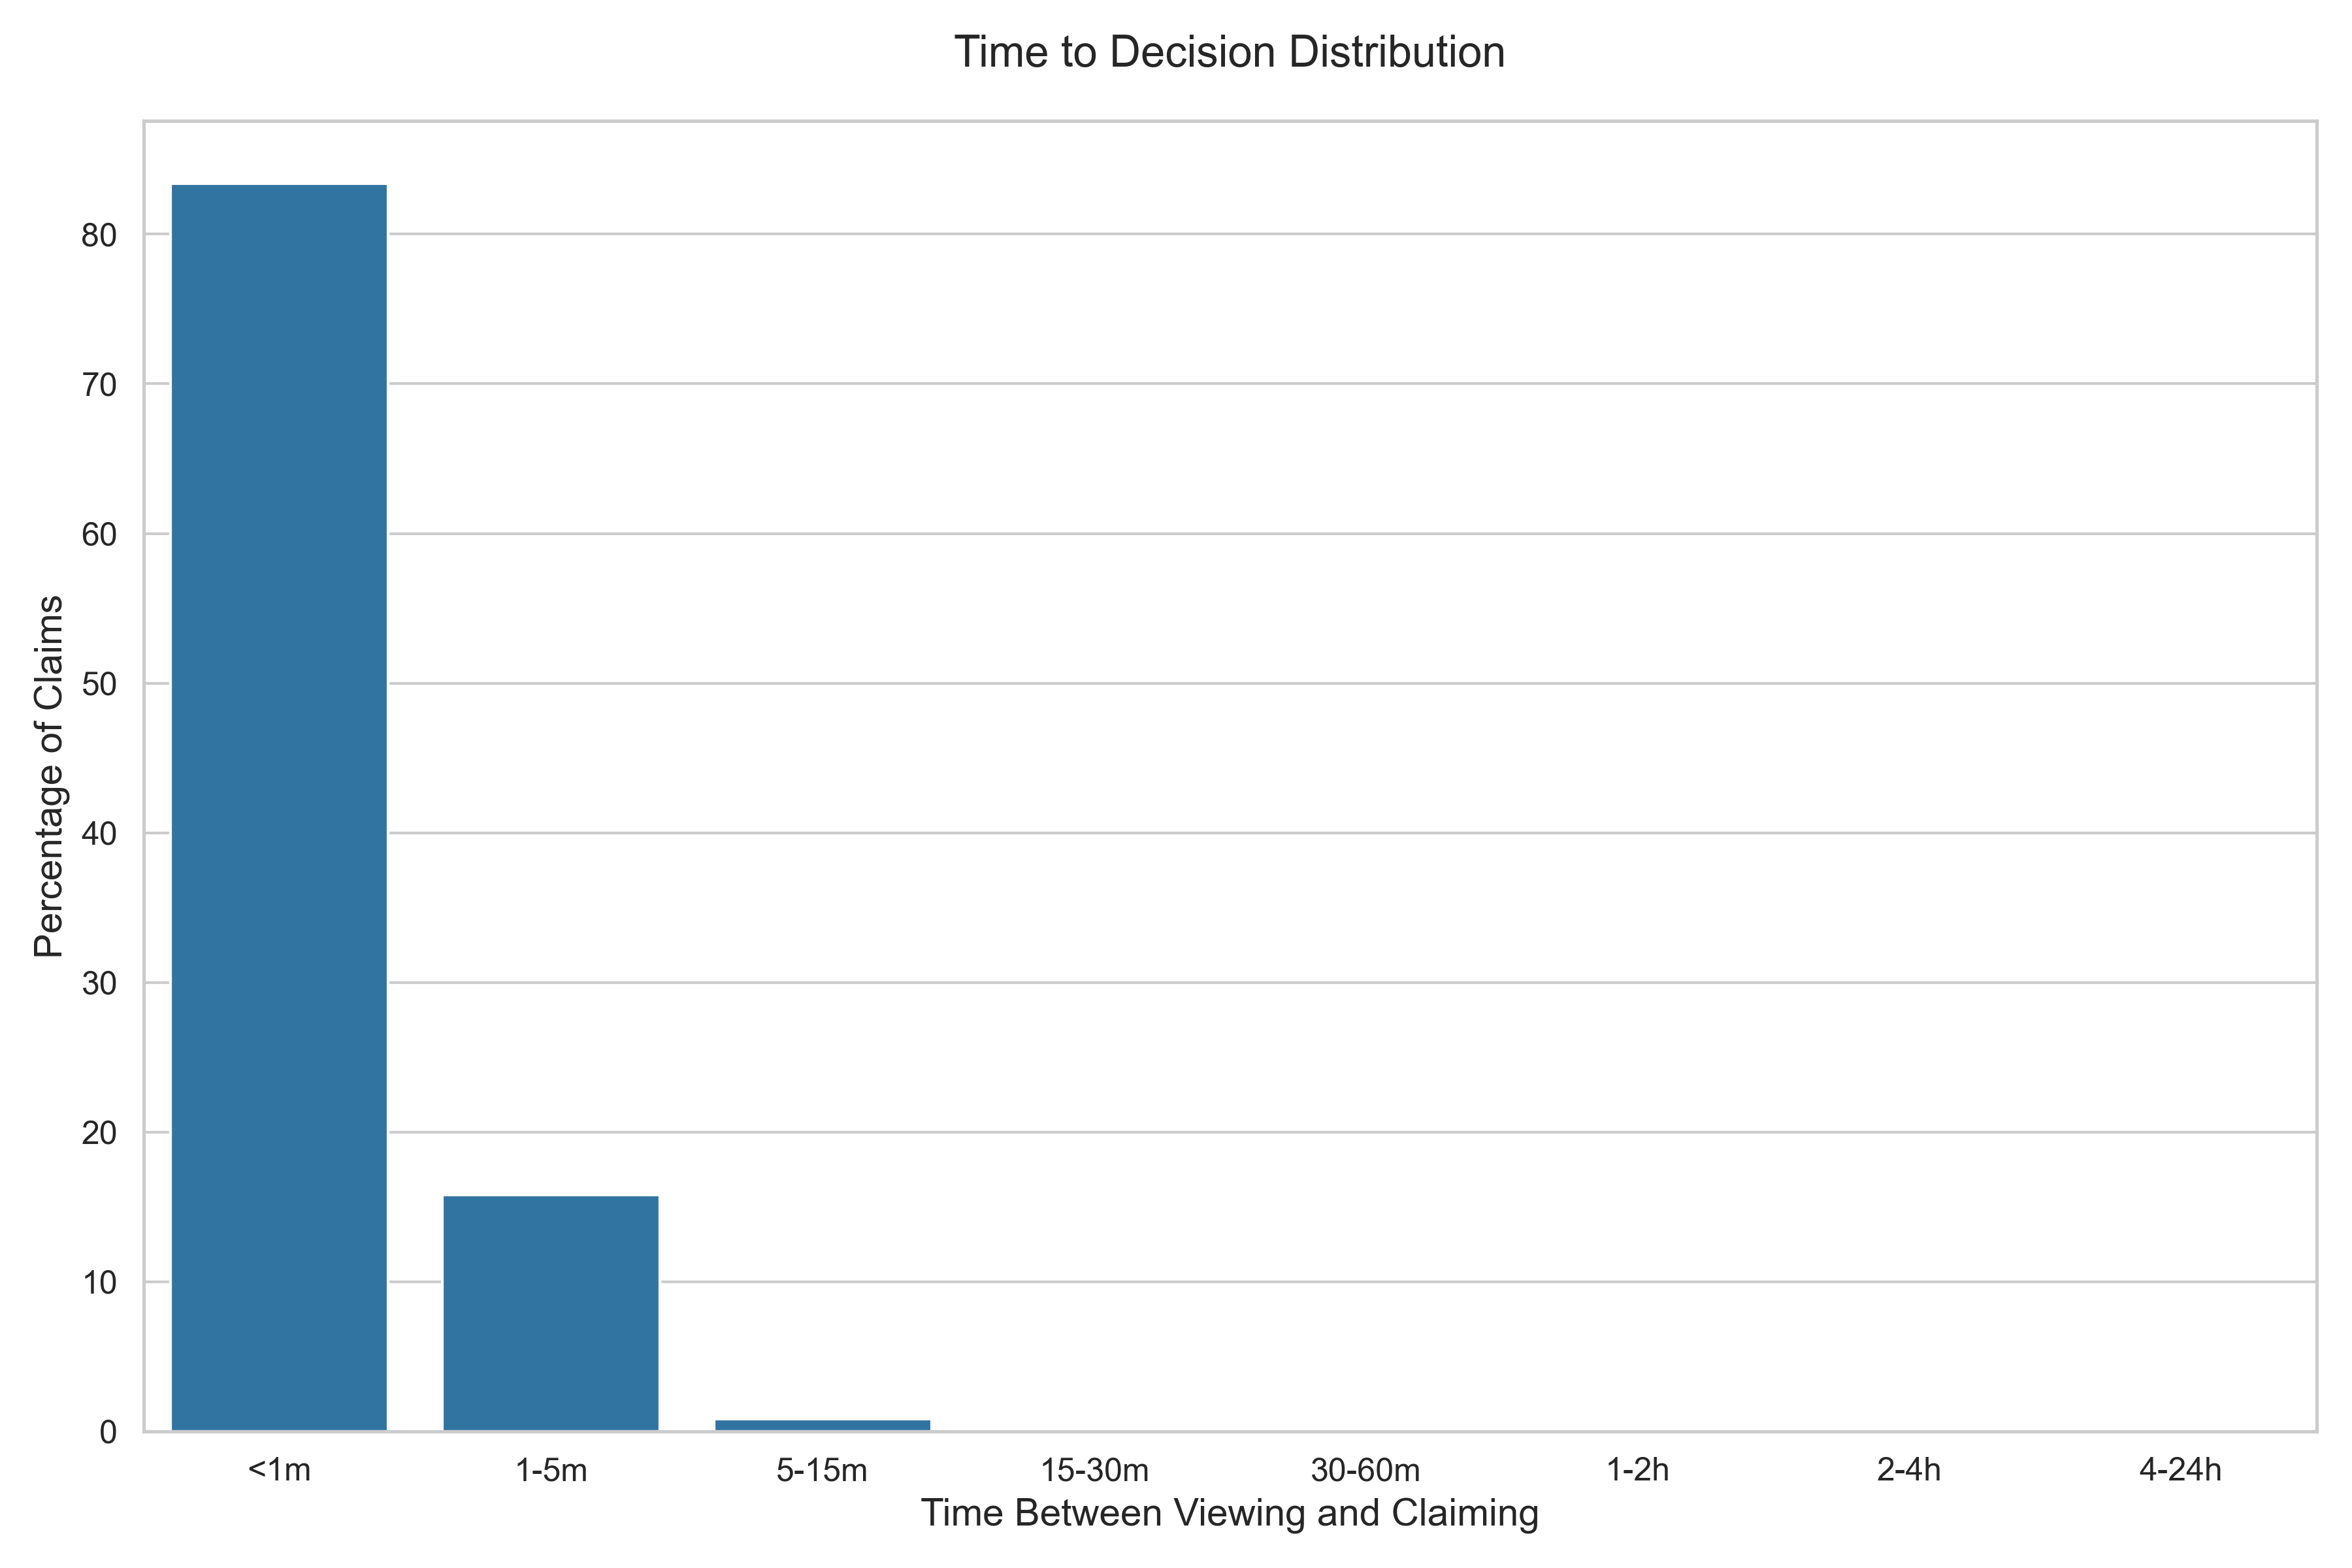 Time to Decision Distribution
Percentage of Claims
80
70
60
50
40
30
20
10
0
<1m 1-5m 5-15m 15-30m 30-60m 1-2h 2-4h 4-24h
Time Between Viewing and Claiming